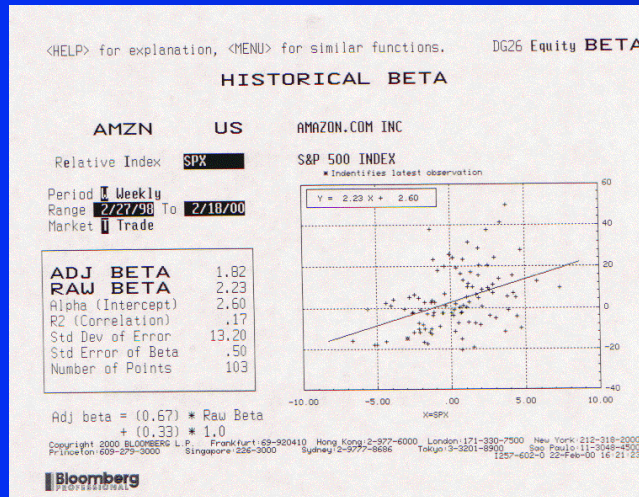 <HELP> for explanation, <MENU> for similar functions. DG26 Equity BETA
HISTORICAL BETA
AMZN US AMAZON.COM INC
Relative Index SPX S&P 500 INDEX
* Indentifies latest observation
Period W Weekly
Range 2/27/98 To 2/18/00
Market T Trade
Y = 2.23 X + 2.60
60
40
20
0
-20
-40
-10.00 -5.00 .00 5.00 10.00
X=SPX
ADJ BETA 1.82
RAW BETA 2.23
Alpha (Intercept) 2.60
R2 (Correlation) .17
Std Dev of Error 13.20
Std Error of Beta .50
Number of Points 103
Adj beta = (0.67) * Raw Beta
+ (0.33) * 1.0
Copyright 2000 BLOOMBERG L.P. Frankfurt:69-920410 Hong Kong:2-977-6000 London:171-330-7500 New York:212-318-2000
Princeton:609-279-3000 Singapore:226-3000 Sydney:2-9777-8686 Tokyo:3-3201-8900 Sao Paulo:11-3048-4500
I257-602-0 22-Feb-00 16:21:23
Bloomberg
PROFESSIONAL